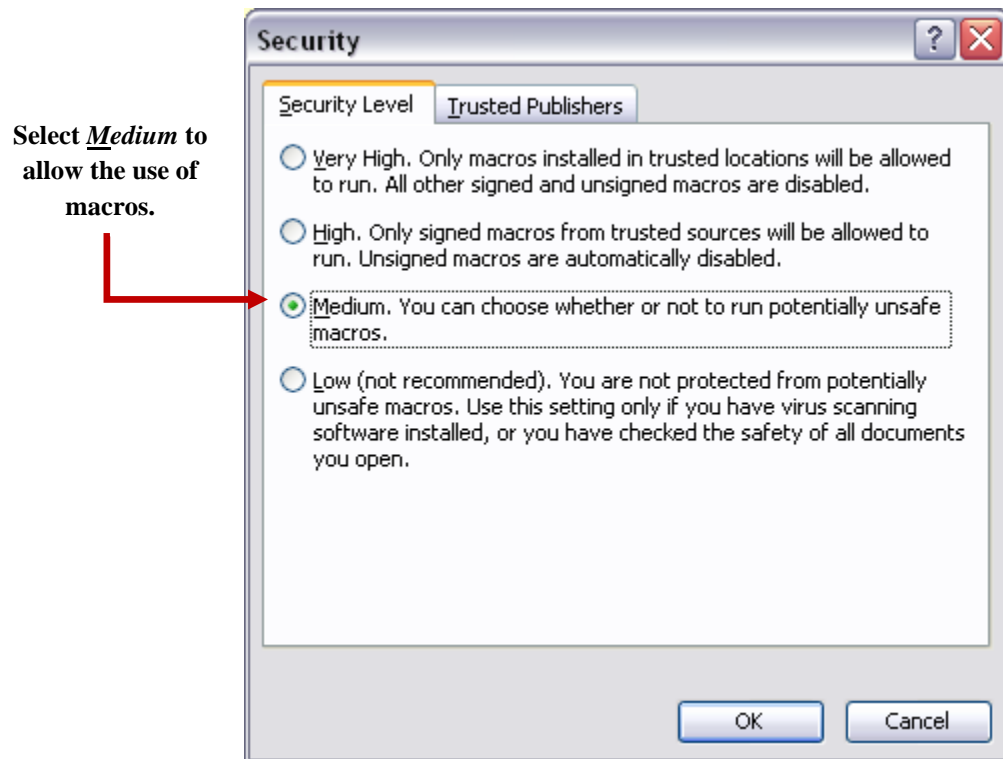 Security
Security Level
Trusted Publishers
Select Medium to
allow the use of
macros.
Very High. Only macros installed in trusted locations will be allowed
to run. All other signed and unsigned macros are disabled.
High. Only signed macros from trusted sources will be allowed to
run. Unsigned macros are automatically disabled.
Medium. You can choose whether or not to run potentially unsafe
macros.
Low (not recommended). You are not protected from potentially
unsafe macros. Use this setting only if you have virus scanning
software installed, or you have checked the safety of all documents
you open.
OK
Cancel